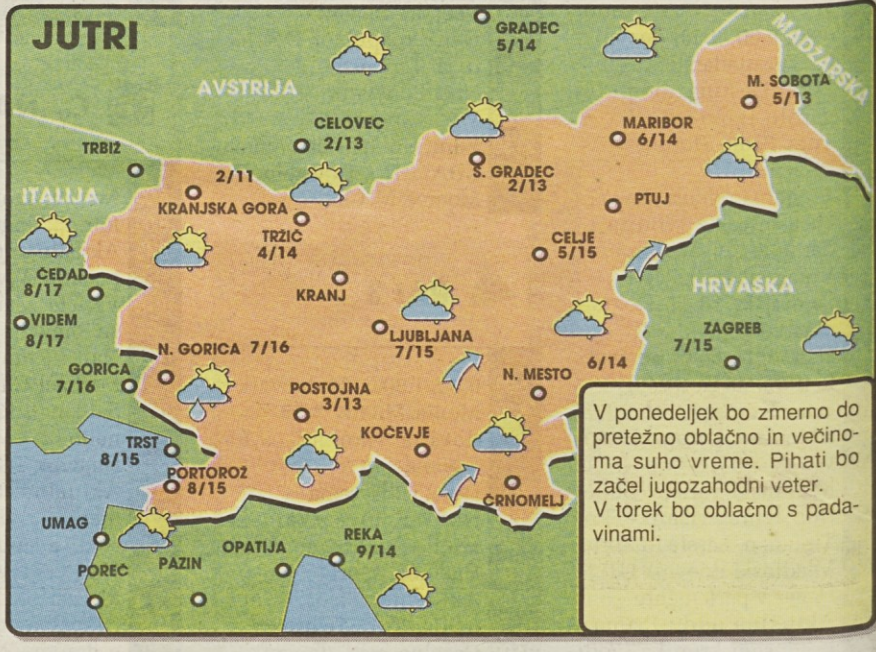 JUTRI
GRADEC
5/14
MADŽARSKA
AVSTRIJA
M. SOBOTA
5/13
CELOVEC
2/13
MARIBOR
6/14
TRBIŽ
2/11
KRANJSKA GORA
S. GRADEC
2/13
ITALIJA
PTUJ
TRŽIČ
4/14
CELJE
5/15
ČEDAD
8/17
KRANJ
HRVAŠKA
VIDEM
8/17
LJUBLJANA
7/15
ZAGREB
7/15
N. GORICA 7/16
GORICA
7/16
6/14
N. MESTO
POSTOJNA
3/13
KOČEVJE
TRST
8/15
PORTOROŽ
8/15
ČRNOMELJ
UMAG
OPATIJA
REKA
9/14
POREČ
PAZIN
V ponedeljek bo zmerno do
pretežno oblačno in večino-
ma suho vreme. Pihati bo
začel jugozahodni veter.
V torek bo oblačno s pada-
vinami.